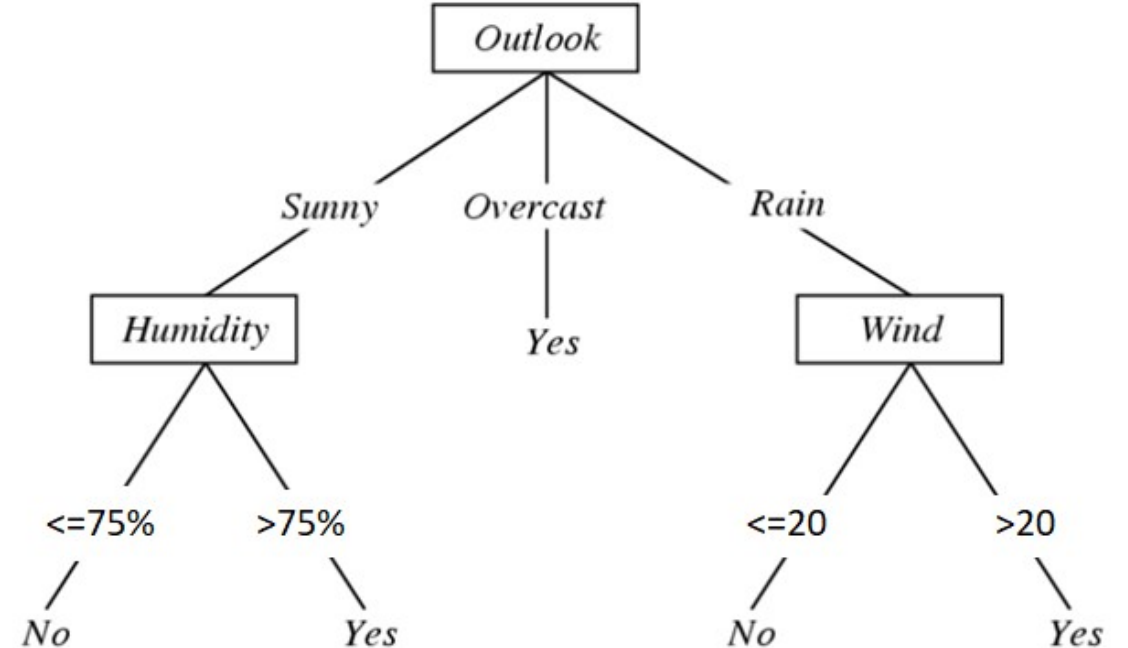 Outlook
Sunny Overcast Rain
Humidity Yes Wind
<=75% >75% <=20 >20
No Yes No Yes